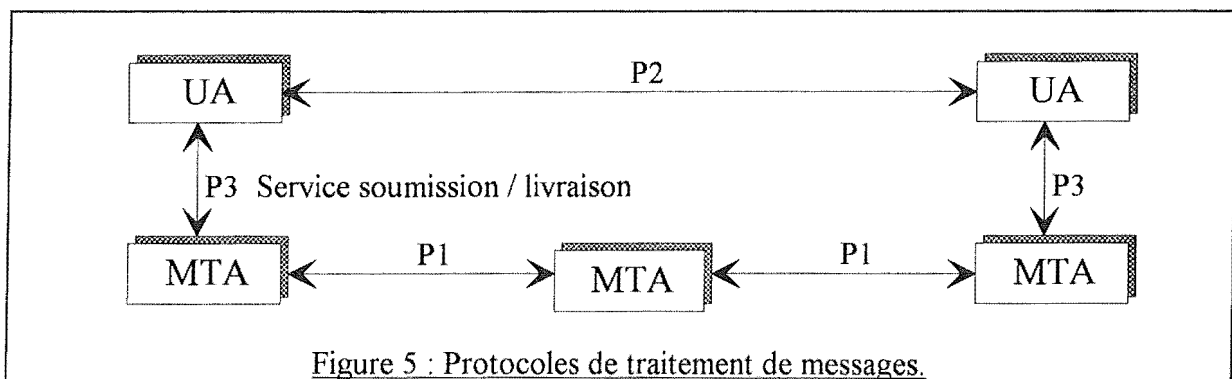 P2
UA UA
P3 Service soumission / livraison P3
MTA P1 MTA P1 MTA
Figure 5 : Protocoles de traitement de messages.